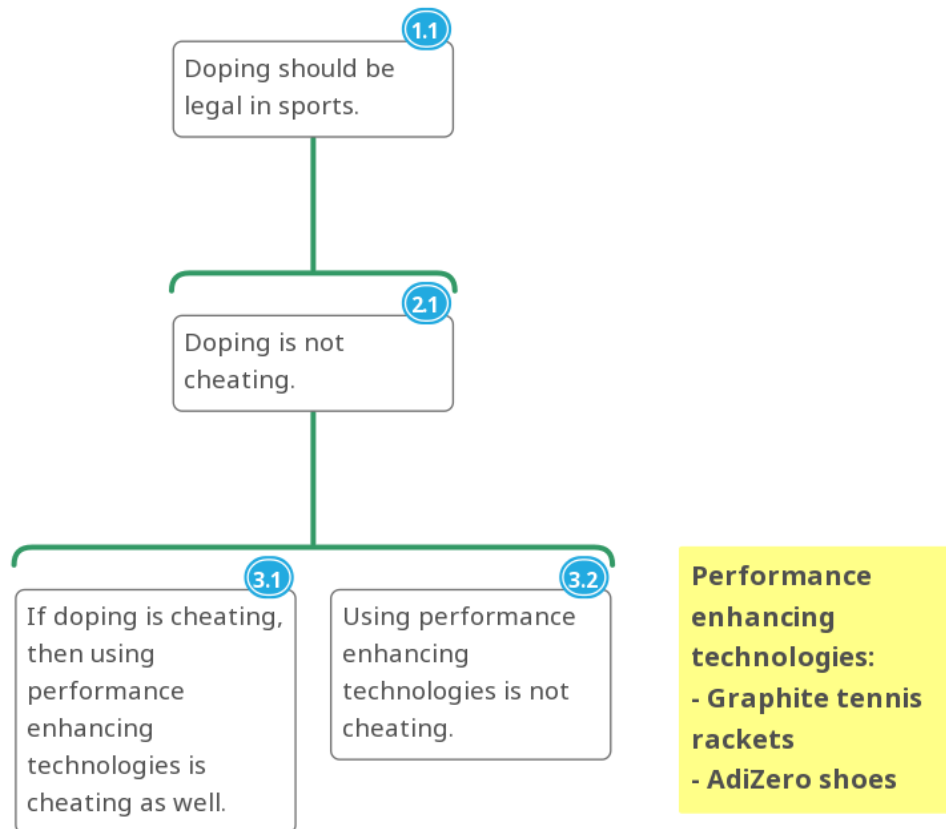 1.1
Doping should be
legal in sports.
2.1
Doping is not
cheating.
3.1
If doping is cheating,
then using
performance
enhancing
technologies is
cheating as well.
3.2
Using performance
enhancing
technologies is not
cheating.
Performance
enhancing
technologies:
- Graphite tennis
rackets
- AdiZero shoes